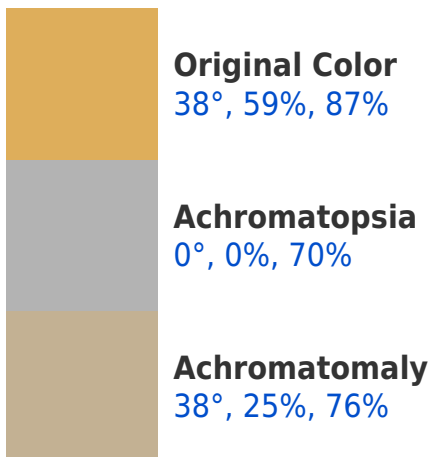 Original Color
38°, 59%, 87%
Achromatopsia
0°, 0%, 70%
Achromatomaly
38°, 25%, 76%